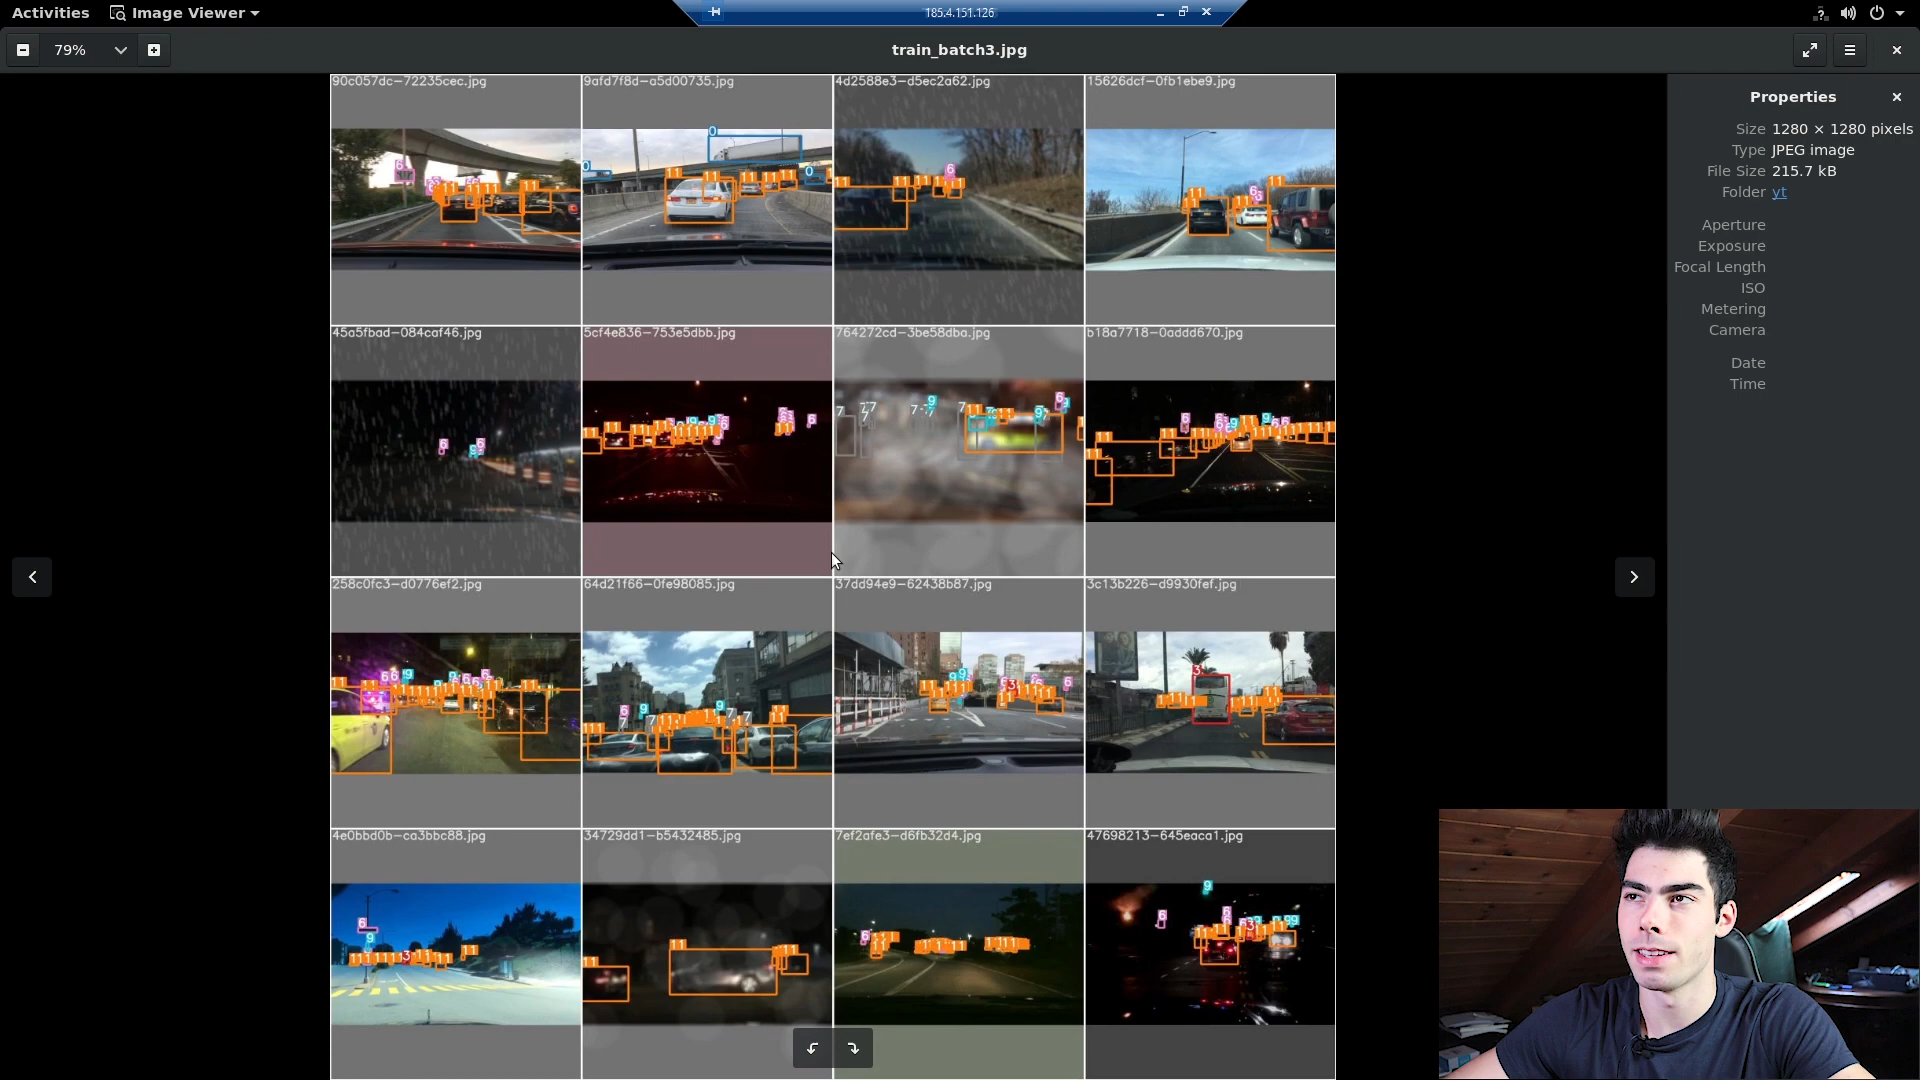 Activities
Image Viewer
185.4.151.126
79%
train_batch3.jpg
90c057dc-72235cec.jpg
9afd7f8d-a5d00735.jpg
4d2588e3-d5ec2a62.jpg
15626dcf-0fb1ebe9.jpg
45a5fbad-084caf46.jpg
5cf4e836-753e5dbb.jpg
764272cd-3be58dba.jpg
b18a7718-0addd670.jpg
258c0fc3-d0776ef2.jpg
64d21f66-0fe98085.jpg
37dd94e9-62438b87.jpg
3c13b226-d9930fef.jpg
4e0bbd0b-ca3bbc88.jpg
34729dd1-b5432485.jpg
7ef2afe3-d6fb32d4.jpg
47698213-645eaca1.jpg
Properties
Size 1280 × 1280 pixels
Type JPEG image
File Size 215.7 kB
Folder yt
Aperture
Exposure
Focal Length
ISO
Metering
Camera
Date
Time